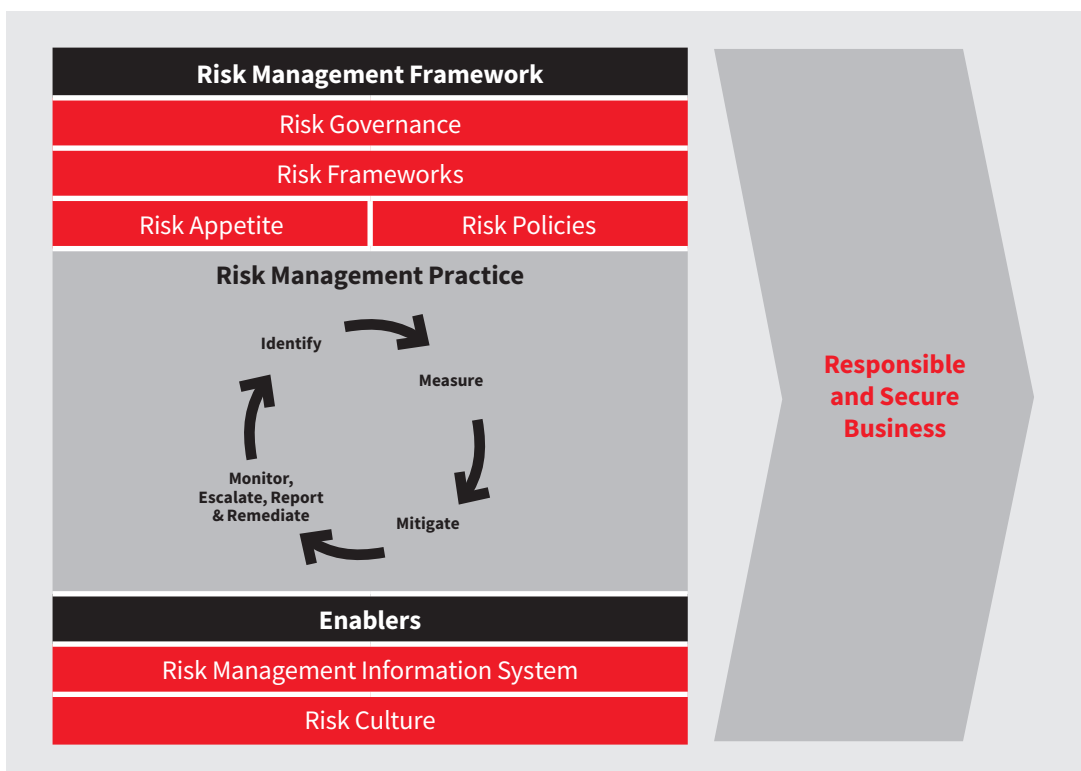 Risk Management Framework
Risk Governance
Risk Frameworks
Risk Appetite
Risk Policies
Risk Management Practice
Identify
Measure
Mitigate
Monitor,
Escalate, Report
& Remediate
Enablers
Risk Management Information System
Risk Culture
Responsible
and Secure
Business